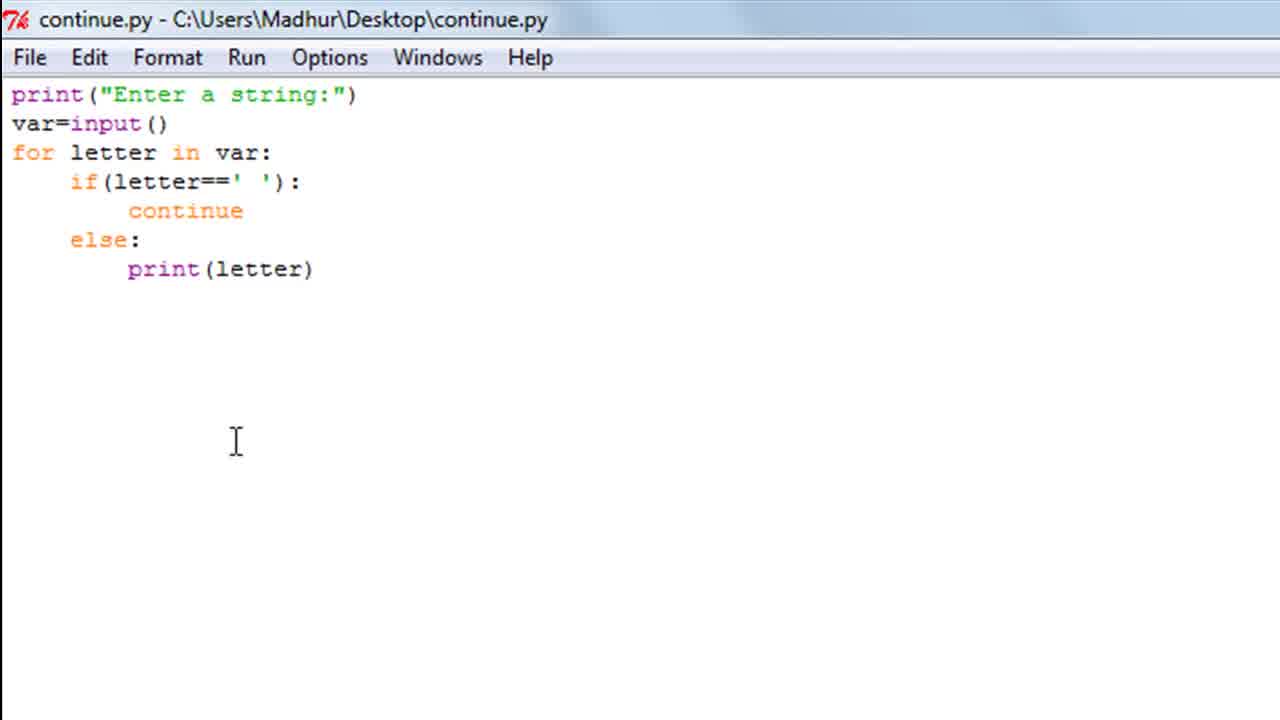 continue.py - C:\Users\Madhur\Desktop\continue.py
File Edit Format Run Options Windows Help
print("Enter a string:")
var=input()
for letter in var:
    if(letter==' '):
        continue
    else:
        print(letter)